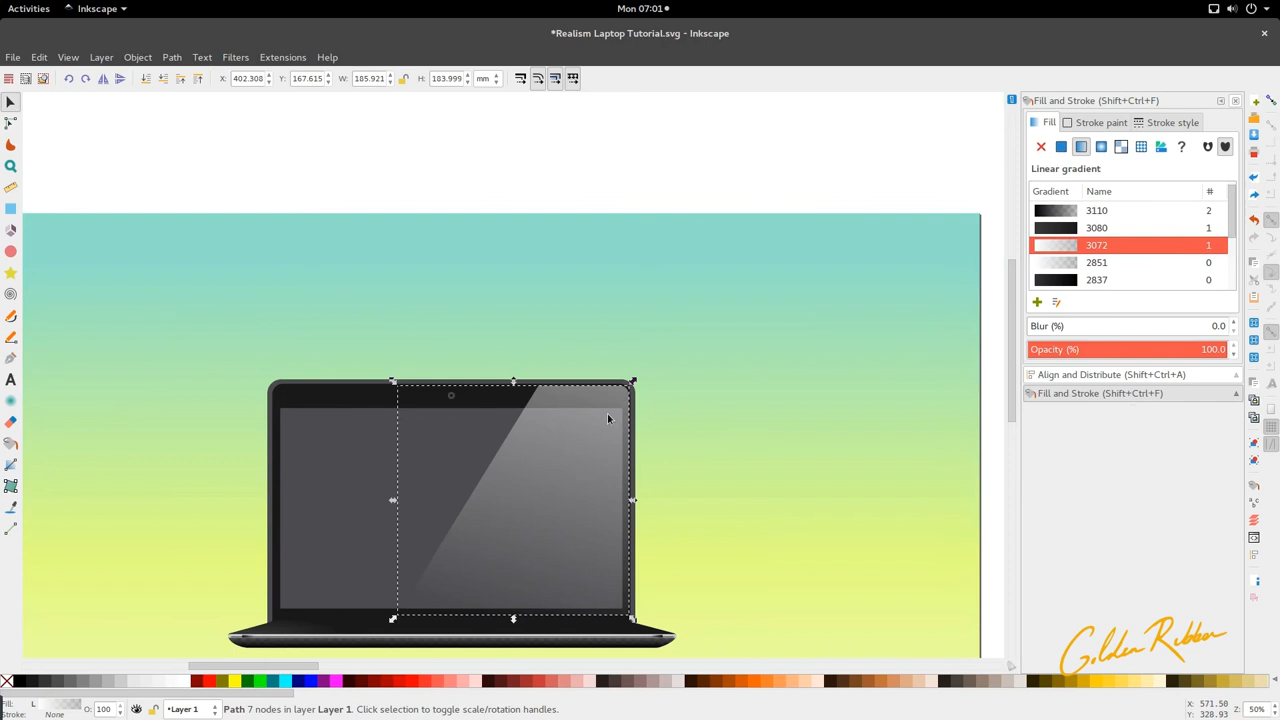 Activities Inkscape Mon 07:01
*Realism Laptop Tutorial.svg - Inkscape
File Edit View Layer Object Path Text Filters Extensions Help
X: 402.308 Y: 167.615 W: 185.921 H: 183.999 mm
Fill and Stroke (Shift+Ctrl+F)
Fill Stroke paint Stroke style
Linear gradient
Gradient Name #
3110 2
3080 1
3072 1
2851 0
2837 0
Blur (%) 0.0
Opacity (%) 100.0
Align and Distribute (Shift+Ctrl+A)
Fill and Stroke (Shift+Ctrl+F)
Golden Ribbon
Fill: L O: 100 •Layer 1 Path 7 nodes in layer Layer 1. Click selection to toggle scale/rotation handles. X: 571.50 Z: 50%
Stroke: None Y: 328.93